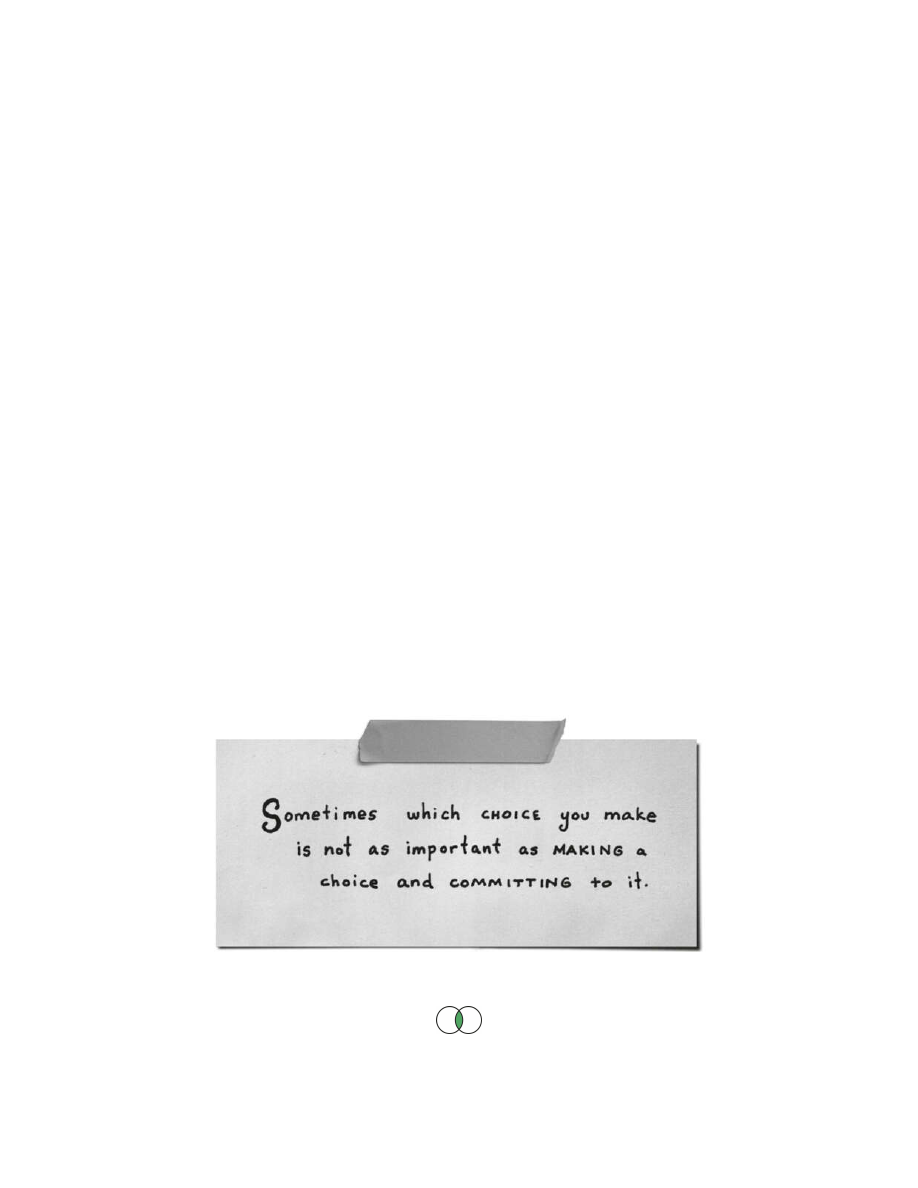 Sometimes which CHOICE you make
is not as important as MAKING a
choice and COMMITTING to it.